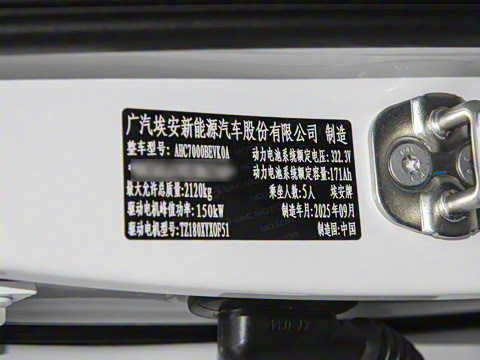 广汽埃安新能源汽车股份有限公司 制造
整车型号: AHC7000BEVK0A 动力电池系统额定电压: 322.3V
动力电池系统额定容量:171Ah
最大允许总质量:2120kg 乘坐人数:5人 埃安牌
驱动电机峰值功率:150kW 制造年月:2025年09月
驱动电机型号:TZ180XYX0F51 制造国:中国